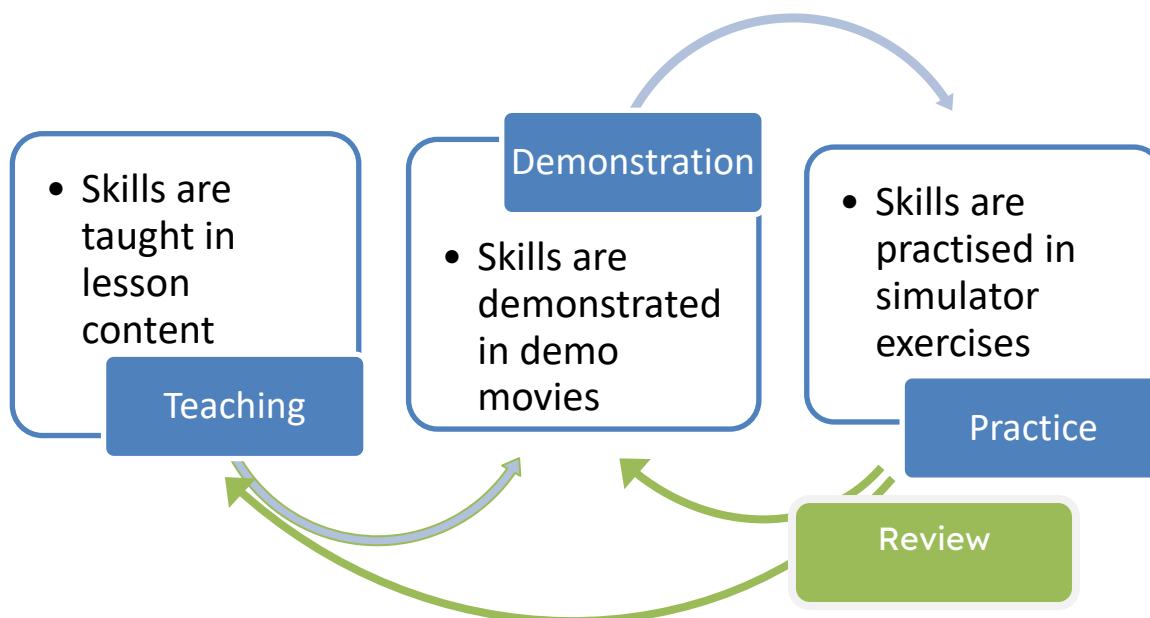 • Skills are
taught in
lesson
content
Teaching
Demonstration
• Skills are
demonstrated
in demo
movies
• Skills are
practised in
simulator
exercises
Practice
Review